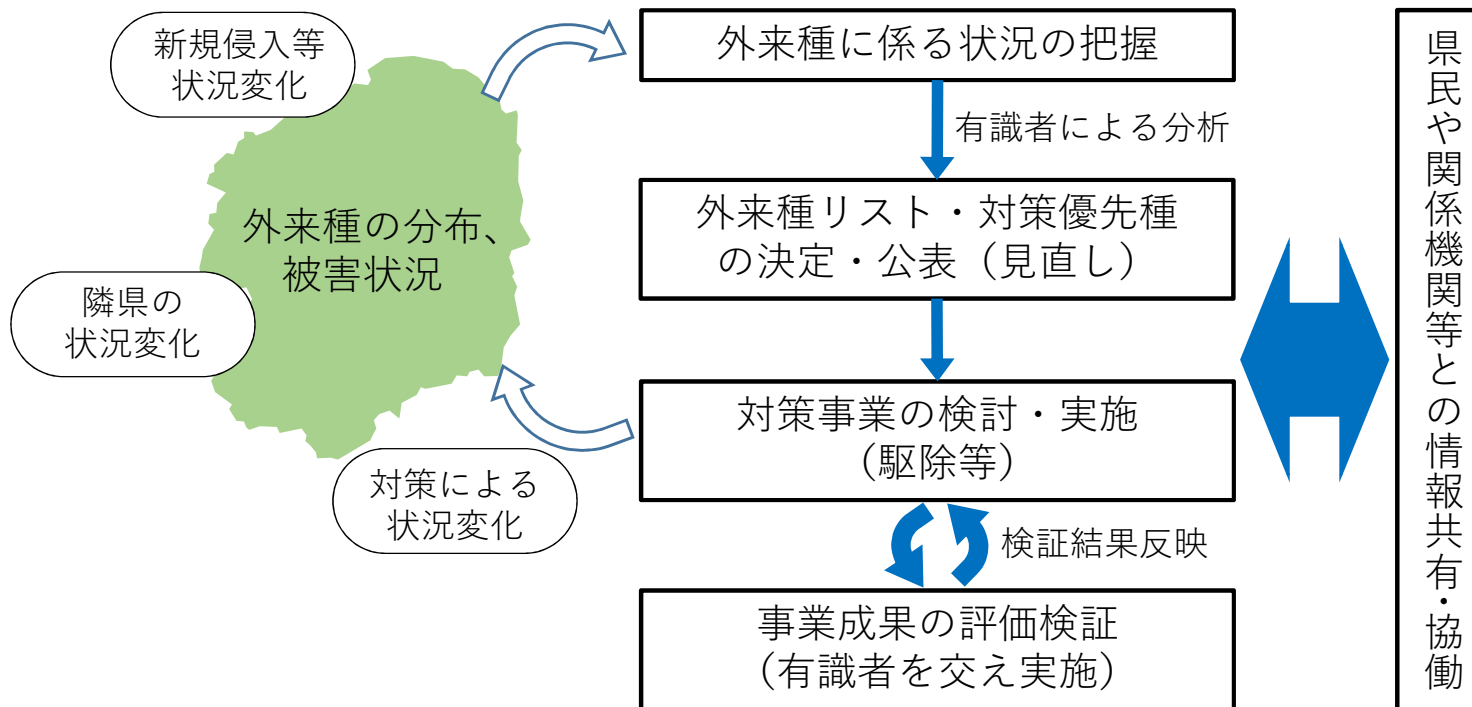 新規侵入等
状況変化
外来種の分布、
被害状況
隣県の
状況変化
対策による
状況変化
外来種に係る状況の把握
有識者による分析
外来種リスト・対策優先種
の決定・公表（見直し）
対策事業の検討・実施
（駆除等）
検証結果反映
事業成果の評価検証
（有識者を交え実施）
県民や関係機関等との情報共有・協働